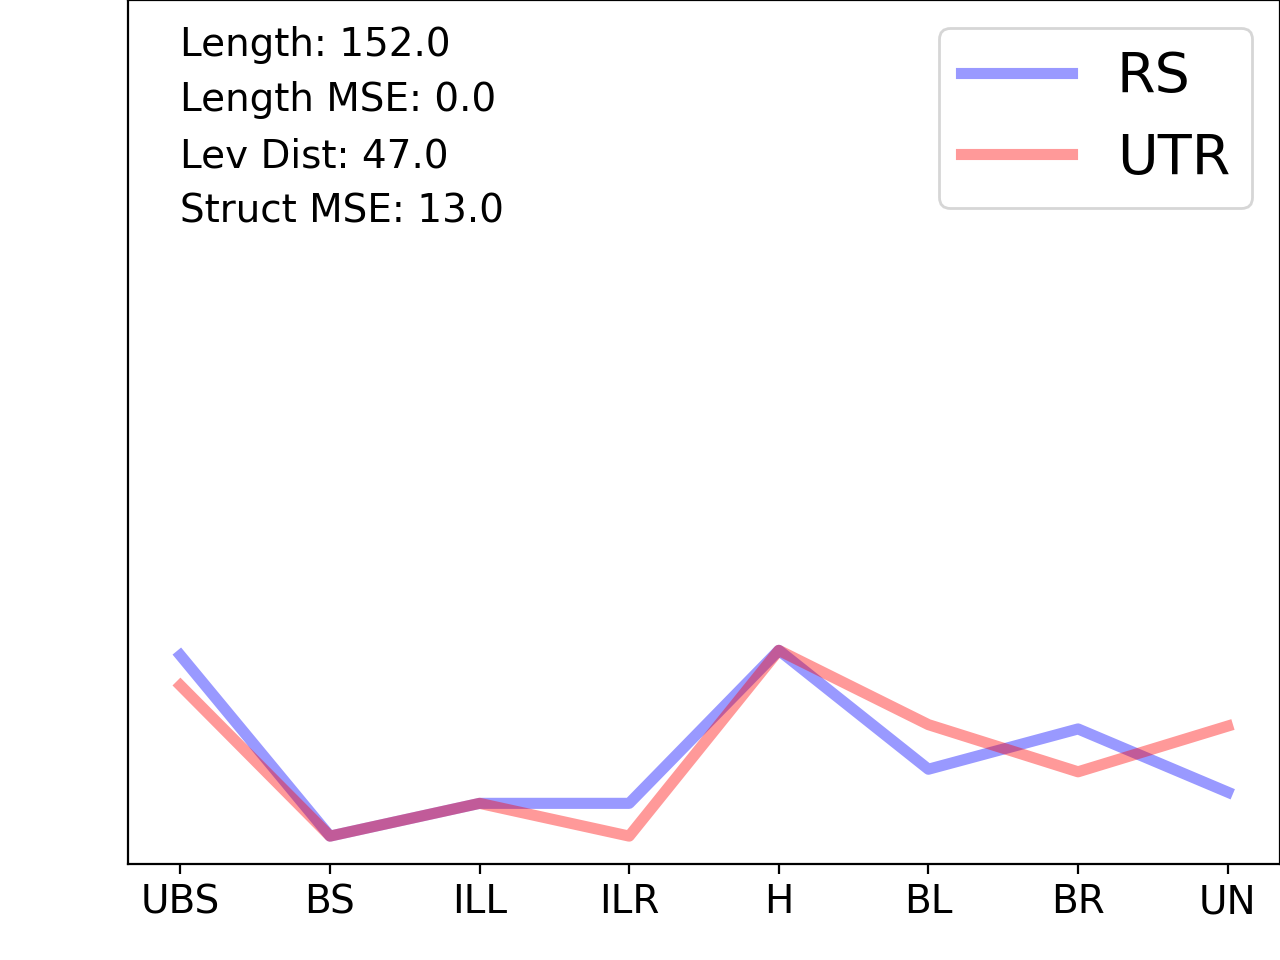 Length: 152.0
Length MSE: 0.0
Lev Dist: 47.0
Struct MSE: 13.0
RS
UTR
UBS BS ILL ILR H BL BR UN